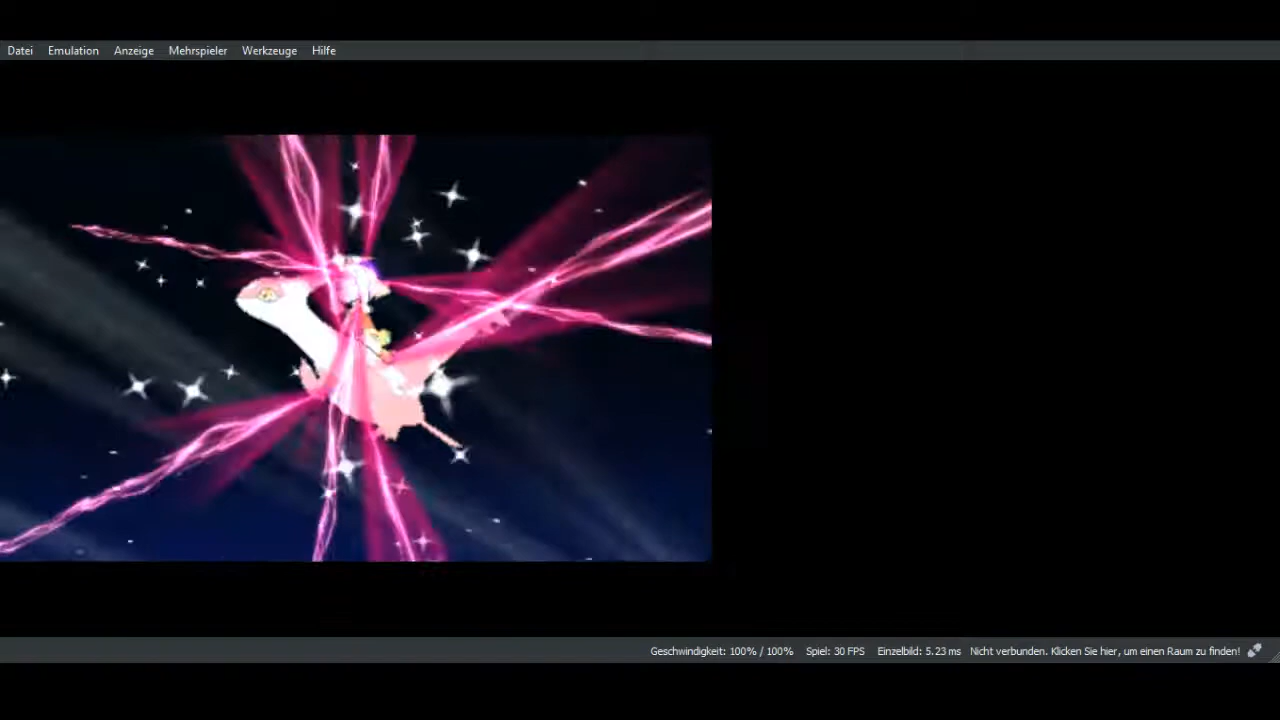 Datei Emulation Anzeige Mehrspieler Werkzeuge Hilfe
Geschwindigkeit: 100% / 100% Spiel: 30 FPS Einzelbild: 5.23 ms Nicht verbunden. Klicken Sie hier, um einen Raum zu finden!